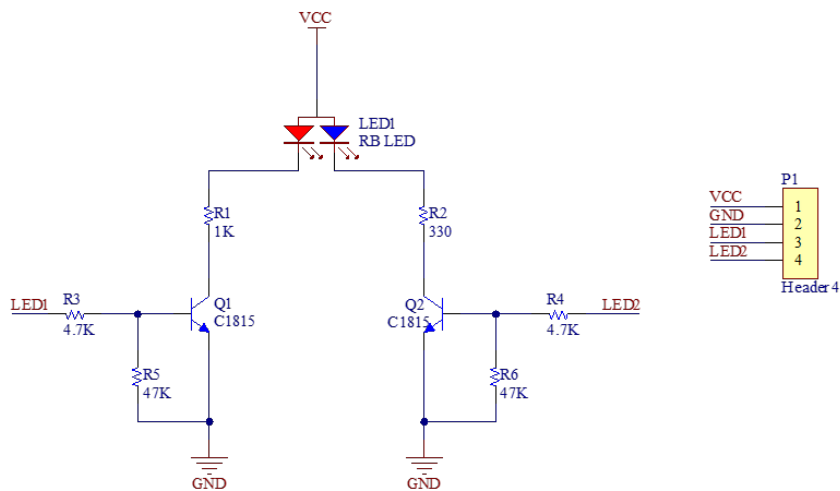 VCC
LED1
RB LED
R1
1K
R2
330
P1
VCC
1
GND
2
LED1
3
LED2
4
Header 4
LED1
R3
4.7K
Q1
C1815
Q2
C1815
R4
4.7K
LED2
R5
47K
R6
47K
GND
GND